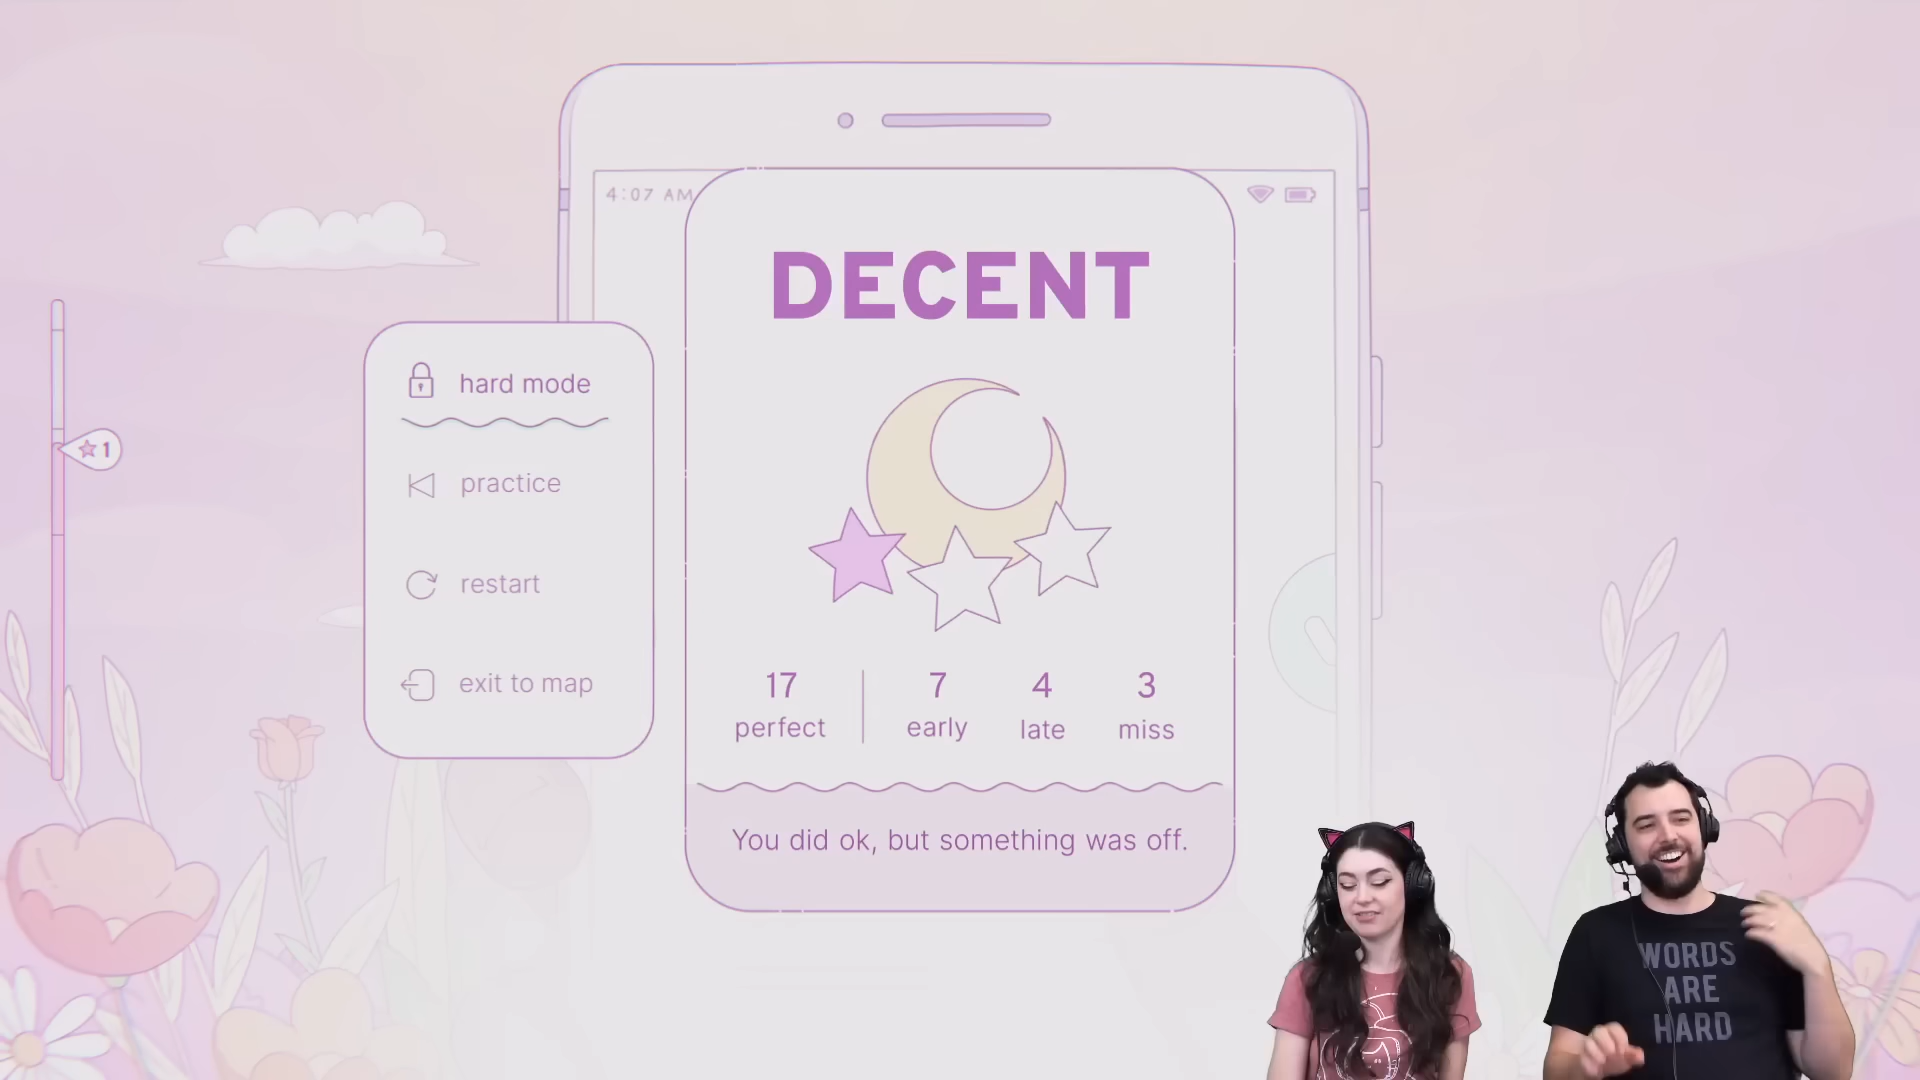 4:07 AM
DECENT
hard mode
practice
restart
exit to map
1
17
perfect
7
early
4
late
3
miss
You did ok, but something was off.
WORDS
ARE
HARD